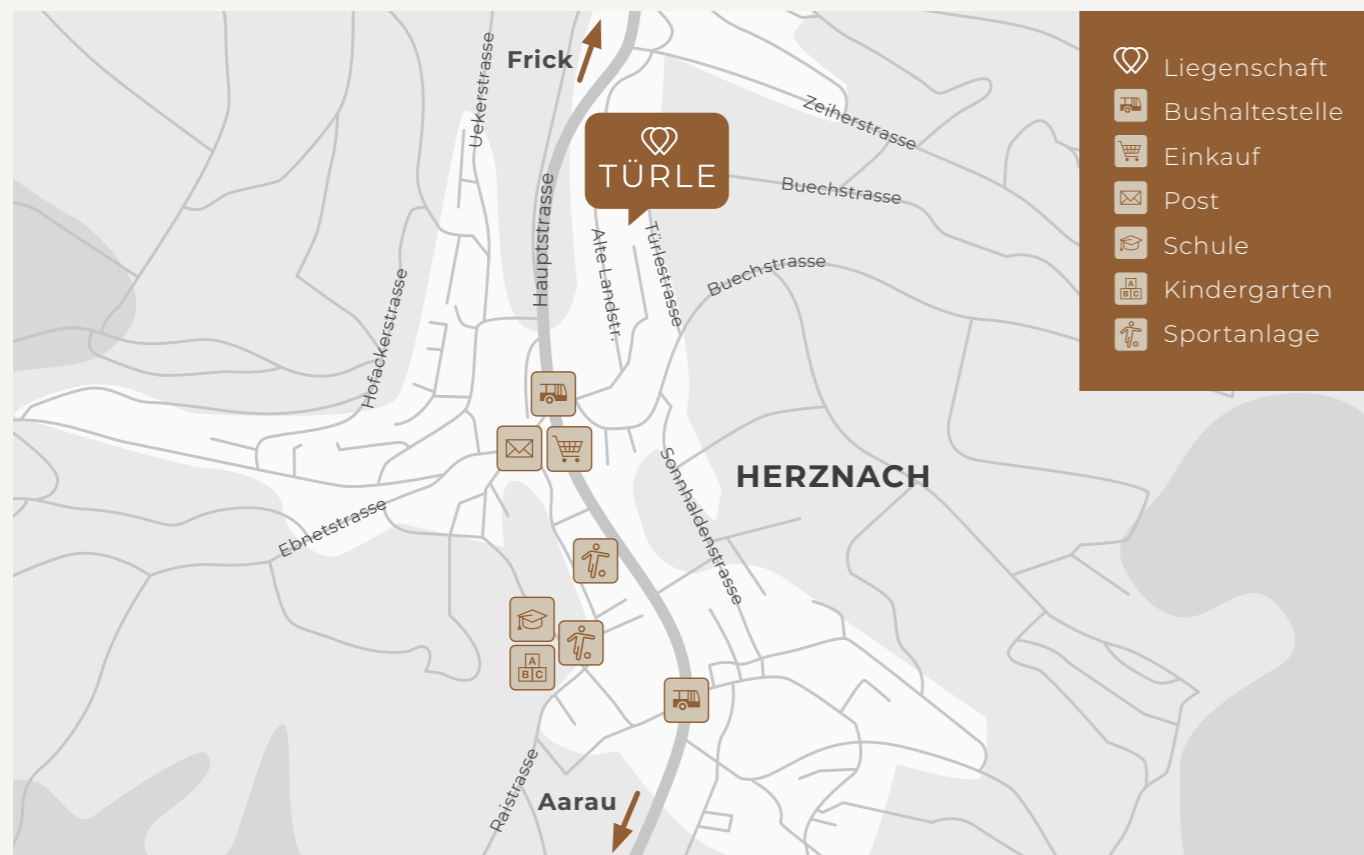 Frick
Uekerstrasse
Zeiherstrasse
TÜRLE
Buechstrasse
Hauptstrasse
Alte Landstr.
Türlestrasse
Buechstrasse
Hofackerstrasse
HERZNACH
Sonnhaldenstrasse
Ebnetstrasse
A
B C
Raistrasse
Aarau
Liegenschaft
Bushaltestelle
Einkauf
Post
Schule
A
B C
Kindergarten
Sportanlage